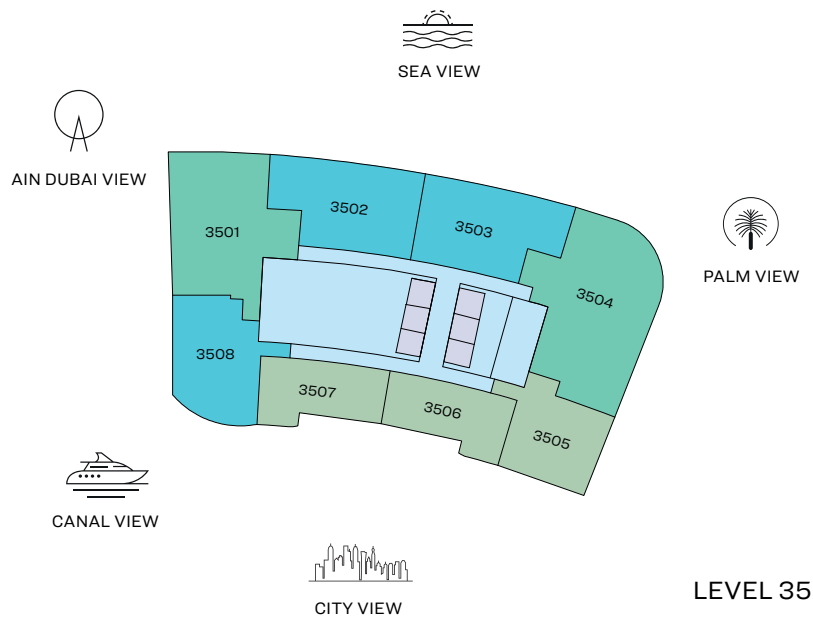 SEA VIEW
AIN DUBAI VIEW
3501
3502
3503
3504
PALM VIEW
3508
3507
3506
3505
CANAL VIEW
CITY VIEW
LEVEL 35